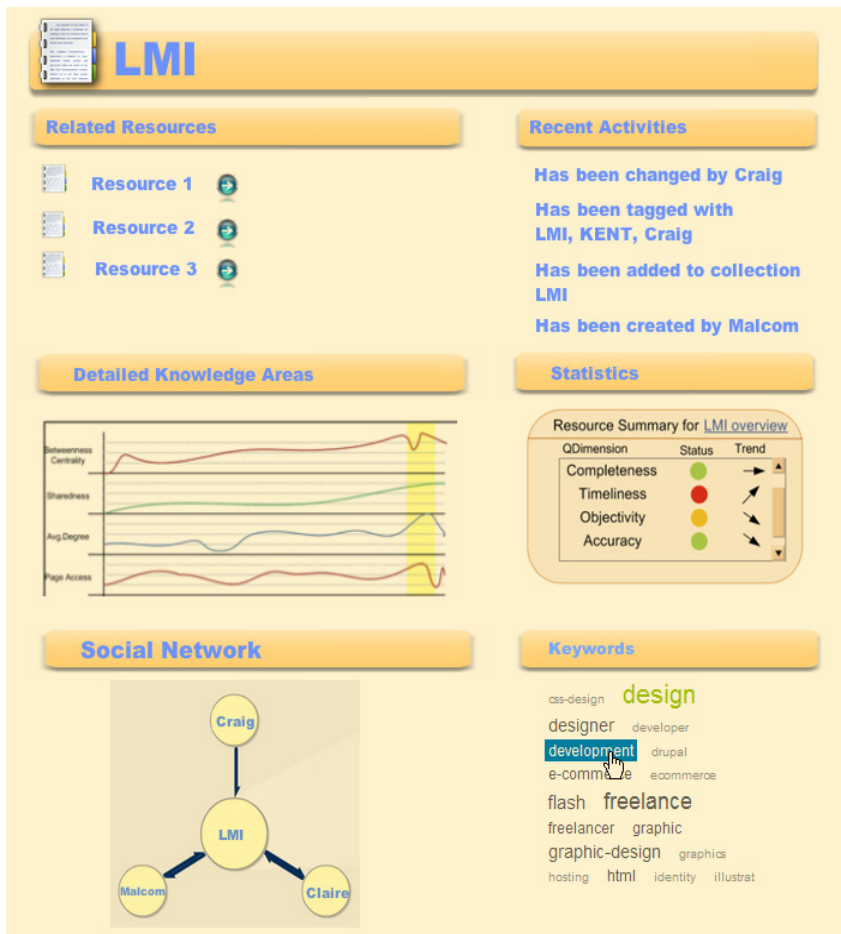 LMI
Related Resources
Resource 1
Resource 2
Resource 3
Recent Activities
Has been changed by Craig
Has been tagged with
LMI, KENT, Craig
Has been added to collection
LMI
Has been created by Malcom
Detailed Knowledge Areas
Betweenness
Centrality
Sharedness
Avg.Degree
Page Access
Statistics
Resource Summary for LMI overview
QDimension Status Trend
Completeness
Timeliness
Objectivity
Accuracy
Social Network
Craig
LMI
Malcom
Claire
Keywords
css-design design
designer developer
development drupal
e-commerce ecommerce
flash freelance
freelancer graphic
graphic-design graphics
hosting html identity illustrat